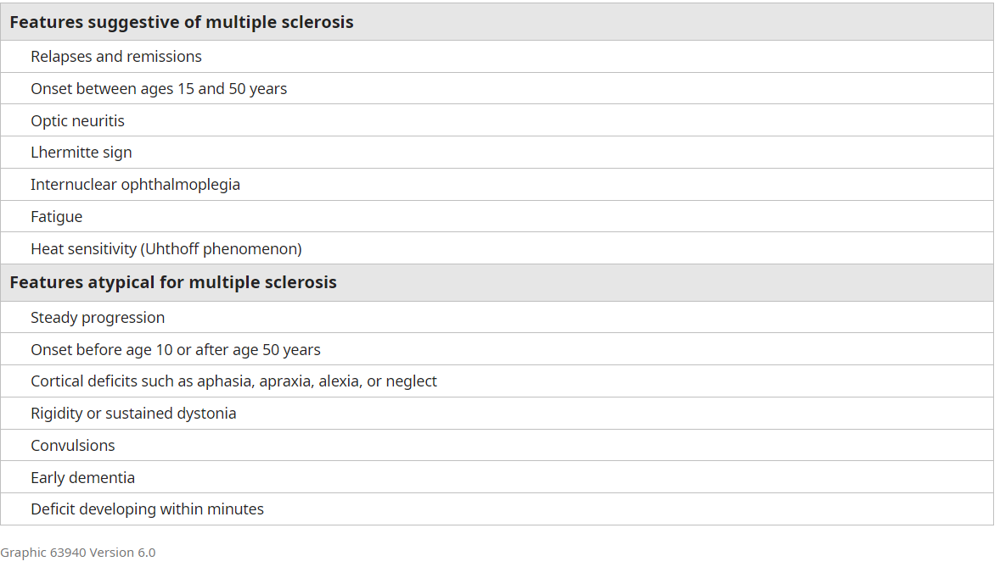 Features suggestive of multiple sclerosis
Relapses and remissions
Onset between ages 15 and 50 years
Optic neuritis
Lhermitte sign
Internuclear ophthalmoplegia
Fatigue
Heat sensitivity (Uhthoff phenomenon)
Features atypical for multiple sclerosis
Steady progression
Onset before age 10 or after age 50 years
Cortical deficits such as aphasia, apraxia, alexia, or neglect
Rigidity or sustained dystonia
Convulsions
Early dementia
Deficit developing within minutes
Graphic 63940 Version 6.0